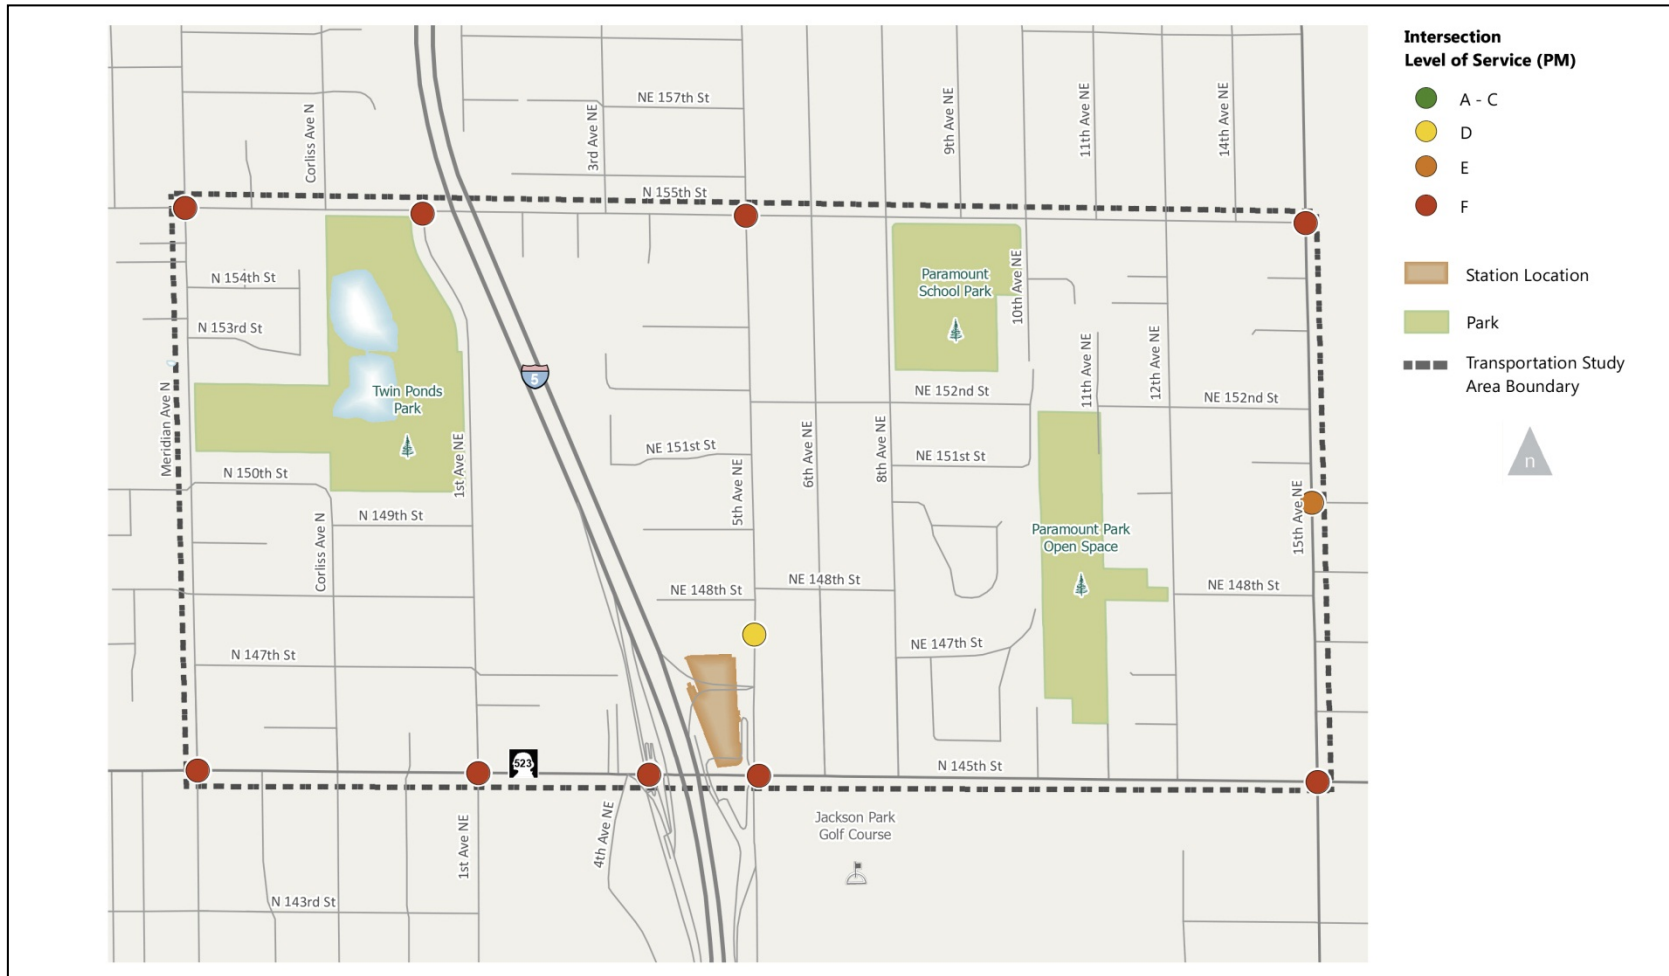 Intersection
Level of Service (PM)
A - C
D
E
F
Station Location
Park
Transportation Study
Area Boundary
n
NE 157th St
Corliss Ave N
3rd Ave NE
9th Ave NE
11th Ave NE
14th Ave NE
N 155th St
N 154th St
N 153rd St
Paramount
School Park
10th Ave NE
5
Twin Ponds
Park
Meridian Ave N
1st Ave NE
11th Ave NE
12th Ave NE
NE 152nd St
NE 152nd St
NE 151st St
NE 151st St
6th Ave NE
8th Ave NE
5th Ave NE
N 150th St
N 149th St
Corliss Ave N
15th Ave NE
Paramount Park
Open Space
NE 148th St
NE 148th St
NE 148th St
NE 147th St
N 147th St
523
N 145th St
4th Ave NE
1st Ave NE
Jackson Park
Golf Course
N 143rd St